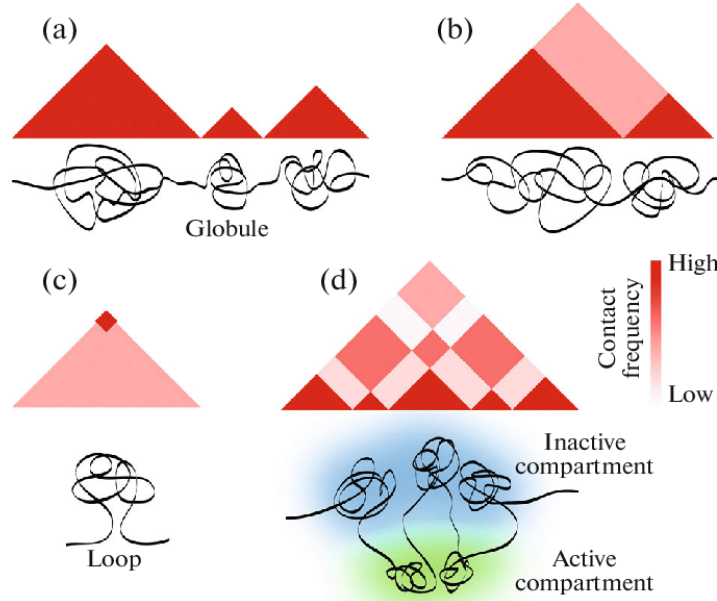 (a)
(b)
Globule
(c)
(d)
High
Contact
frequency
Low
Inactive
compartment
Loop
Active
compartment